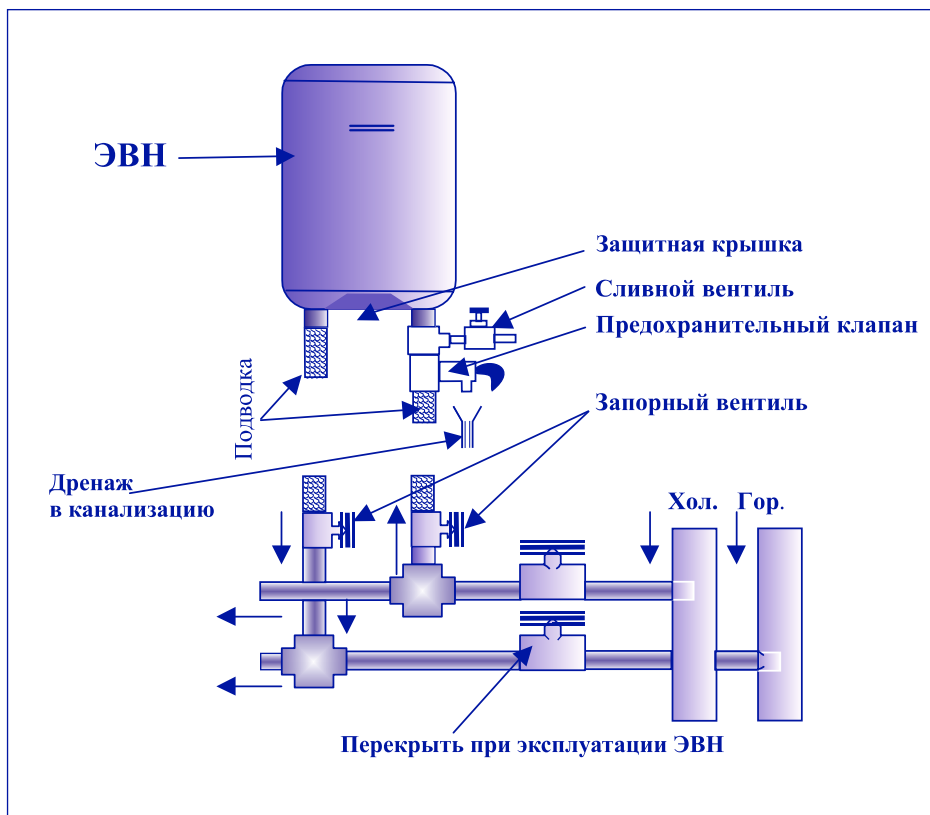 ЭВН
Защитная крышка
Сливной вентиль
Предохранительный клапан
Подводка
Запорный вентиль
Дренаж
в канализацию
Хол. Гор.
Перекрыть при эксплуатации ЭВН